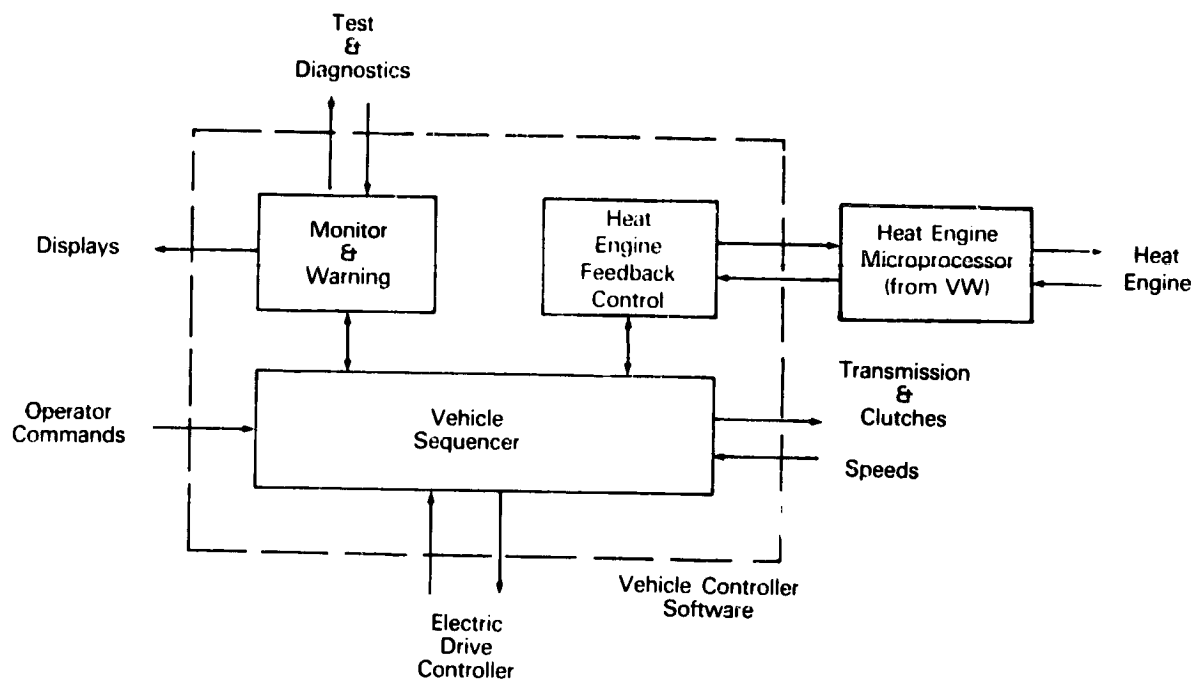 Test
&
Diagnostics
Displays
Monitor
&
Warning
Heat
Engine
Feedback
Control
Heat Engine
Microprocessor
(from VW)
Heat
Engine
Operator
Commands
Vehicle
Sequencer
Transmission
&
Clutches
Speeds
Electric
Drive
Controller
Vehicle Controller
Software